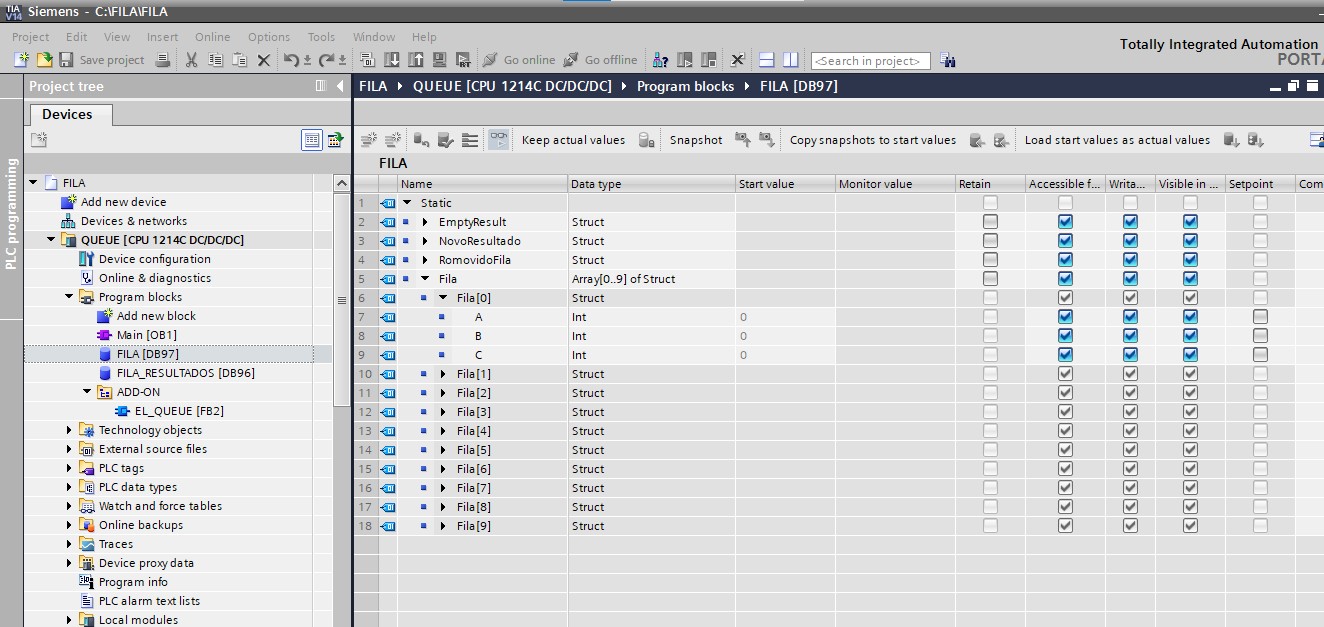 TIA V14 Siemens - C:\FILA\FILA
Project Edit View Insert Online Options Tools Window Help
Totally Integrated Automation
PORTA
Save project Go online Go offline <Search in project>
Project tree
FILA QUEUE [CPU 1214C DC/DC/DC] Program blocks FILA [DB97]
Devices
PLC programming
Keep actual values Snapshot Copy snapshots to start values Load start values as actual values
FILA
Add new device
Devices & networks
QUEUE [CPU 1214C DC/DC/DC]
Device configuration
Online & diagnostics
Program blocks
Add new block
Main [OB1]
FILA [DB97]
FILA_RESULTADOS [DB96]
ADD-ON
EL_QUEUE [FB2]
Technology objects
External source files
PLC tags
PLC data types
Watch and force tables
Online backups
Traces
Device proxy data
Program info
PLC alarm text lists
Local modules
FILA
Name Data type Start value Monitor value Retain Accessible f... Writa... Visible in ... Setpoint Com
1 Static
2 EmptyResult Struct
3 NovoResultado Struct
4 RomovidoFila Struct
5 Fila Array[0..9] of Struct
6 Fila[0] Struct
7 A Int 0
8 B Int 0
9 C Int 0
10 Fila[1] Struct
11 Fila[2] Struct
12 Fila[3] Struct
13 Fila[4] Struct
14 Fila[5] Struct
15 Fila[6] Struct
16 Fila[7] Struct
17 Fila[8] Struct
18 Fila[9] Struct